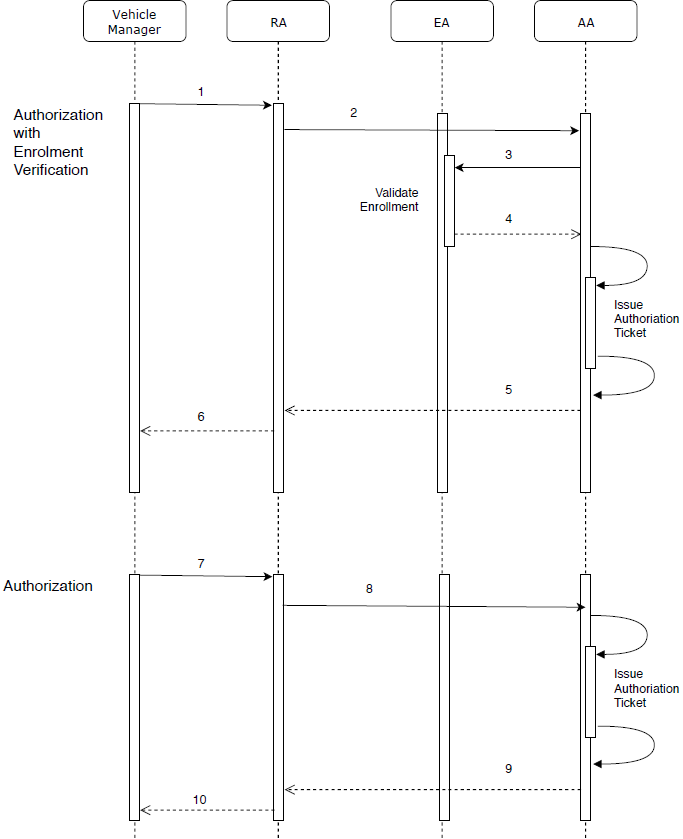 Vehicle
Manager
RA
EA
AA
1
Authorization
with
Enrolment
Verification
2
3
Validate
Enrollment
4
Issue
Authoriation
Ticket
5
6
7
Authorization
8
Issue
Authoriation
Ticket
9
10